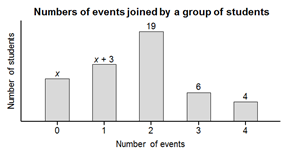 Numbers of events joined by a group of students
Number of students
19
x + 3
x
6
4
0 1 2 3 4
Number of events